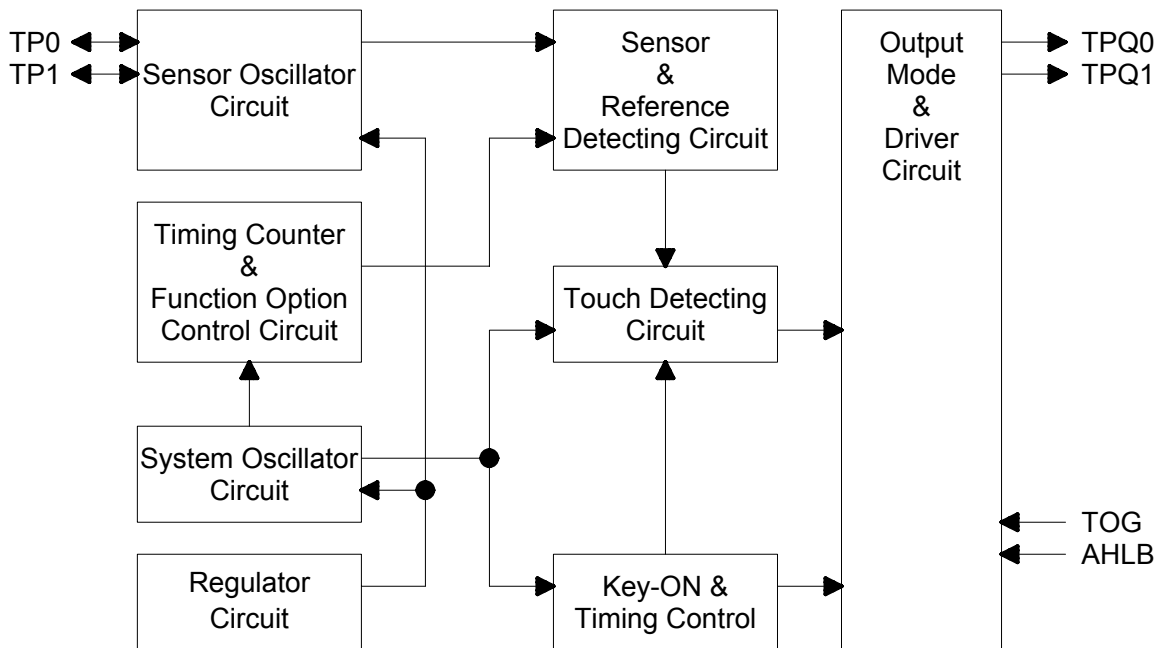 TP0
TP1
Sensor Oscillator
Circuit
Sensor
&
Reference
Detecting Circuit
Output
Mode
&
Driver
Circuit
TPQ0
TPQ1
Timing Counter
&
Function Option
Control Circuit
Touch Detecting
Circuit
System Oscillator
Circuit
TOG
AHLB
Regulator
Circuit
Key-ON &
Timing Control